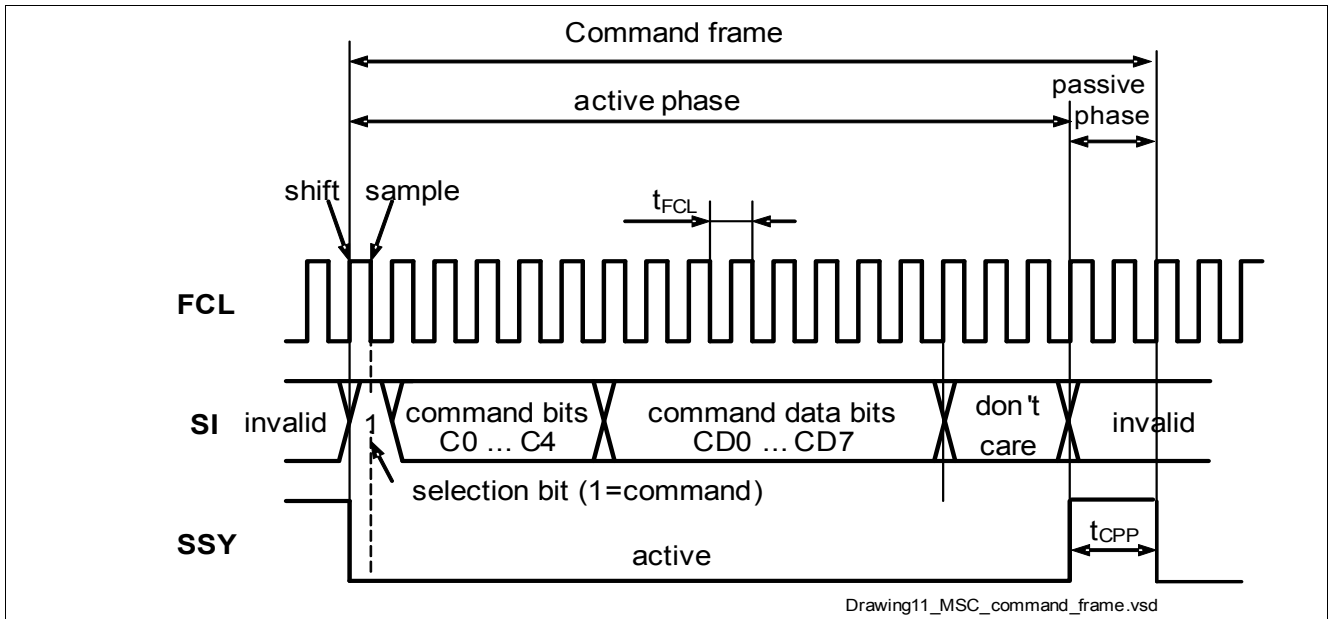 Command frame
active phase
passive
phase
shift
sample
tFCL
FCL
SI
invalid
1
command bits
C0 ... C4
command data bits
CD0 ... CD7
don't
care
invalid
selection bit (1=command)
SSY
active
tCPP
Drawing11_MSC_command_frame.vsd